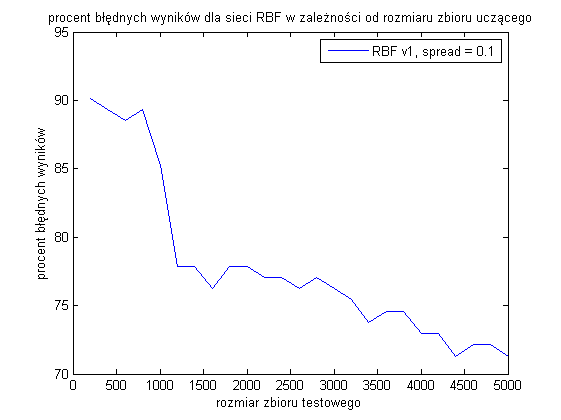 procent błędnych wyników dla sieci RBF w zależności od rozmiaru zbioru uczącego
95
90
85
80
75
70
RBF v1, spread = 0.1
procent błędnych wyników
0 500 1000 1500 2000 2500 3000 3500 4000 4500 5000
rozmiar zbioru testowego